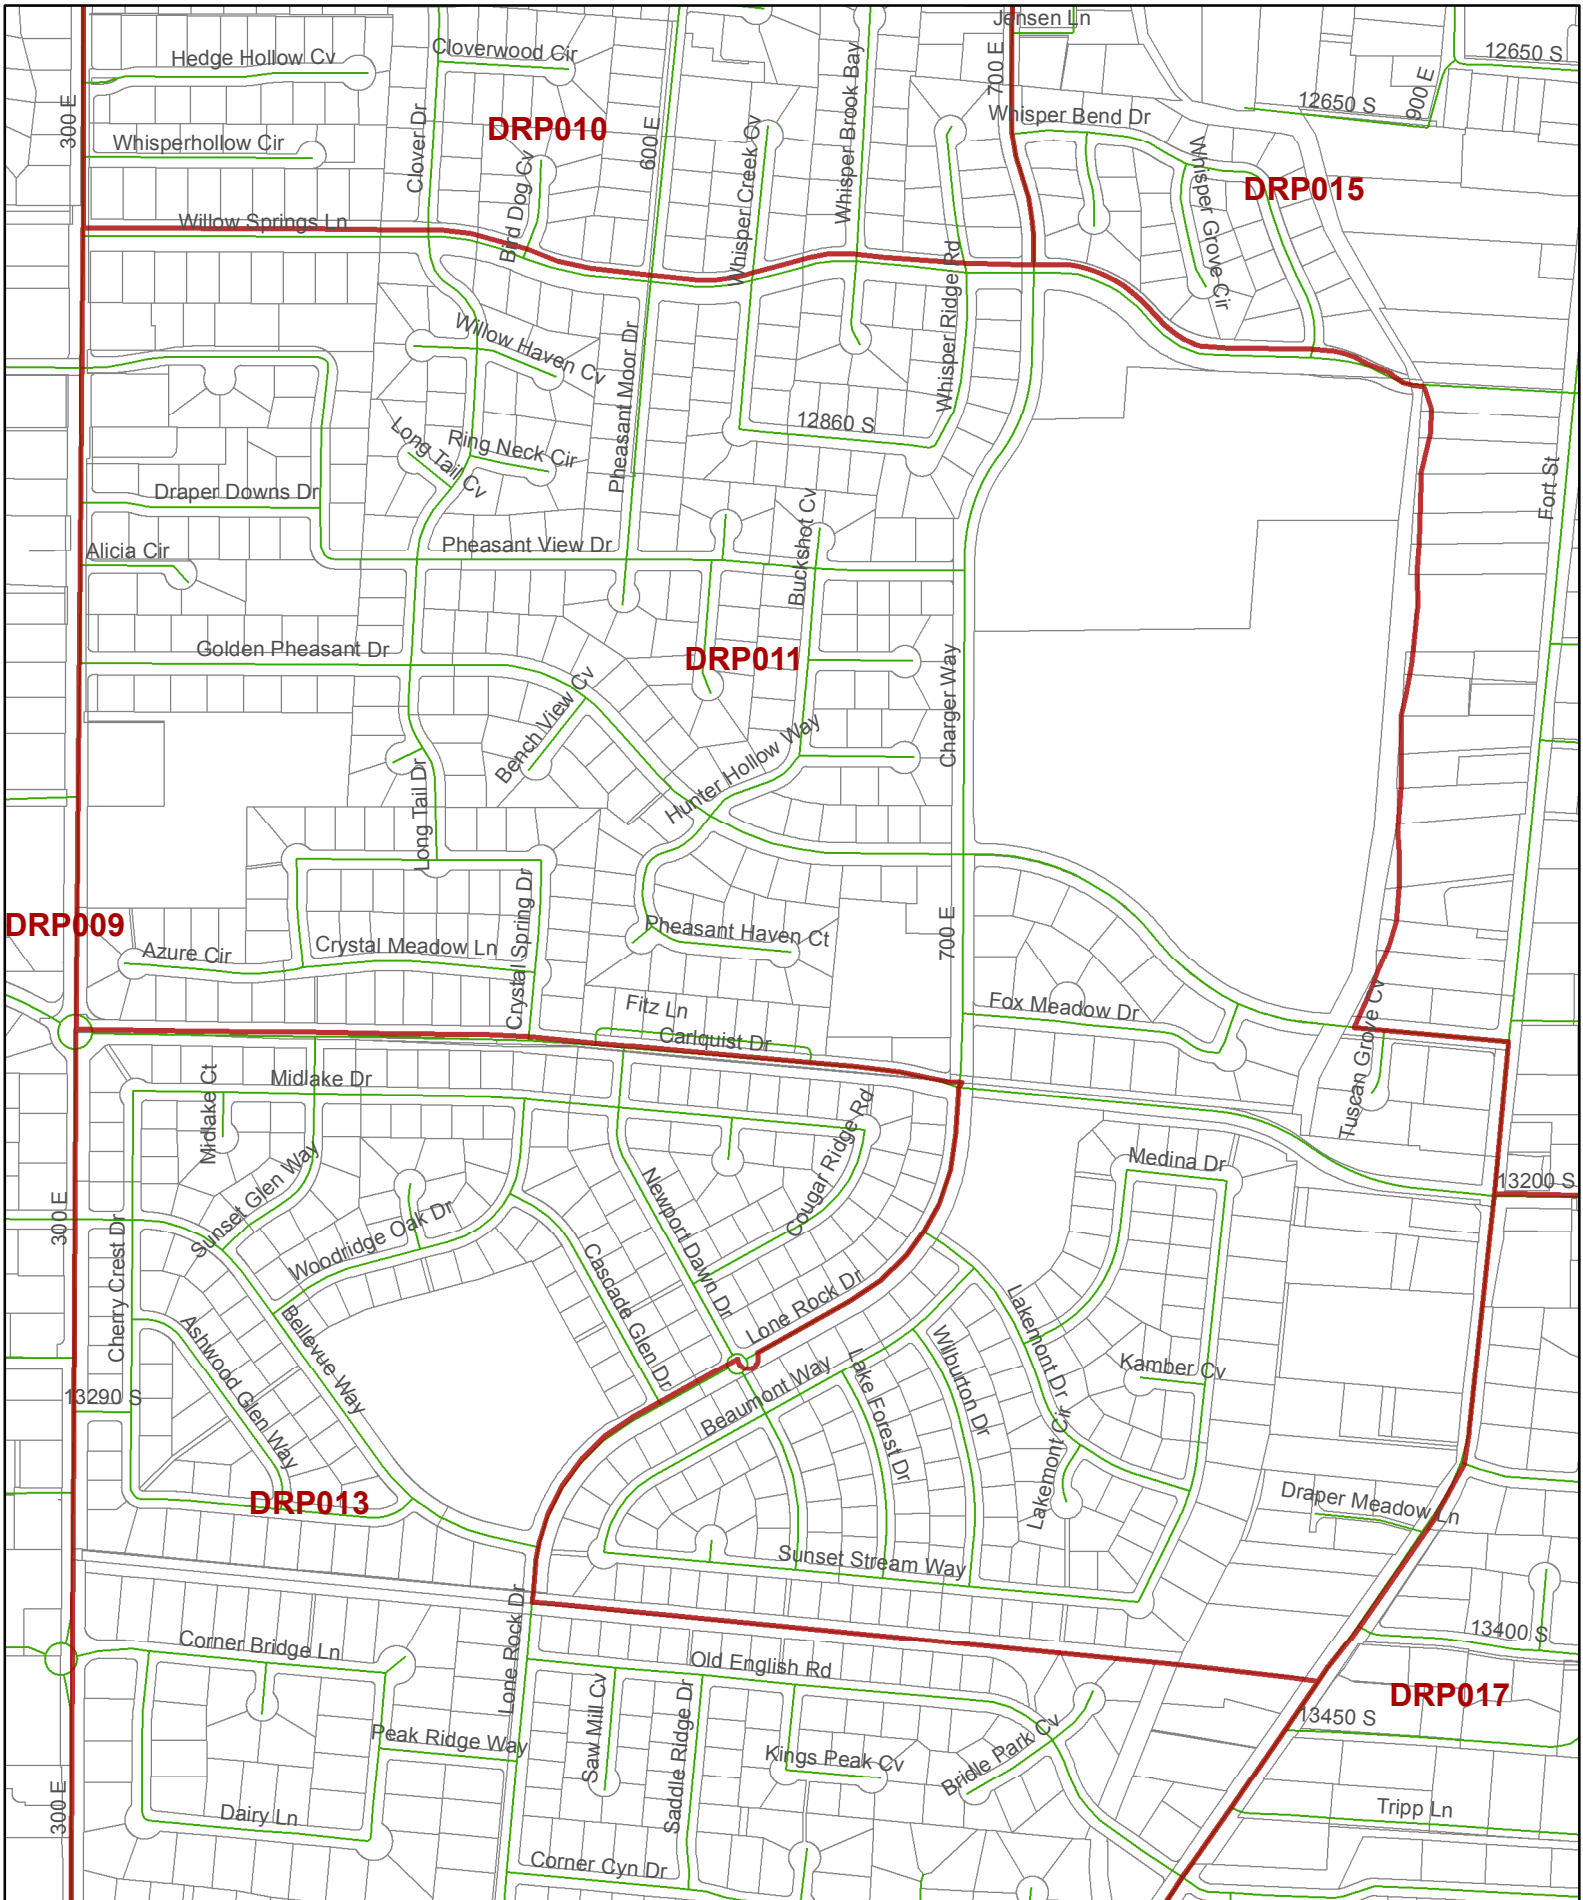 Jensen Ln
Hedge Hollow Cv
Cloverwood Cir
12650 S
700 E
900 E
12650 S
300 E
Whisperhollow Cir
Clover Dr
DRP010
600 E
Whisper Creek Cv
Whisper Brook Bay
Whisper Bend Dr
Whisper Grove Cir
DRP015
Willow Springs Ln
Bird Dog Cv
Whisper Ridge Rd
Willow Haven Cv
Pheasant Moor Dr
12860 S
Long Tail Cv
Ring Neck Cir
Fort St
Draper Downs Dr
Alicia Cir
Pheasant View Dr
Buckshot Cv
Golden Pheasant Dr
DRP011
Charger Way
Bench View Cv
Hunter Hollow Way
Long Tail Dr
Crystal Spring Dr
DRP009
Azure Cir
Crystal Meadow Ln
Pheasant Haven Ct
700 E
Fitz Ln
Carlquist Dr
Fox Meadow Dr
Tuscan Grove Cv
Midlake Dr
Midlake Ct
Cougar Ridge Rd
Medina Dr
13200 S
300 E
Cherry Crest Dr
Sunset Glen Way
Woodridge Oak Dr
Newport Dawn Dr
Cascade Glen Dr
Lone Rock Dr
Lakemont Dr
Ashwood Glen Way
Bellevue Way
Beaumont Way
Lake Forest Dr
Wilburton Dr
Kamber Cv
13290 S
Lakemont Cir
DRP013
Draper Meadow Ln
Sunset Stream Way
Lone Rock Dr
Corner Bridge Ln
Old English Rd
13400 S
Saw Mill Cv
Saddle Ridge Dr
DRP017
13450 S
Peak Ridge Way
Kings Peak Cv
Bridle Park Cv
300 E
Dairy Ln
Tripp Ln
Corner Cyn Dr